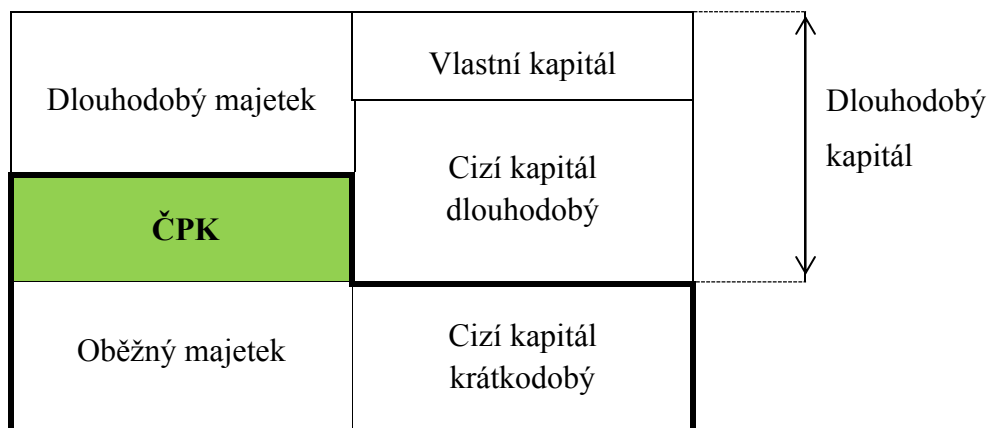 Dlouhodobý majetek
Vlastní kapitál
Cizí kapitál
dlouhodobý
Dlouhodobý
kapitál
ČPK
Oběžný majetek
Cizí kapitál
krátkodobý